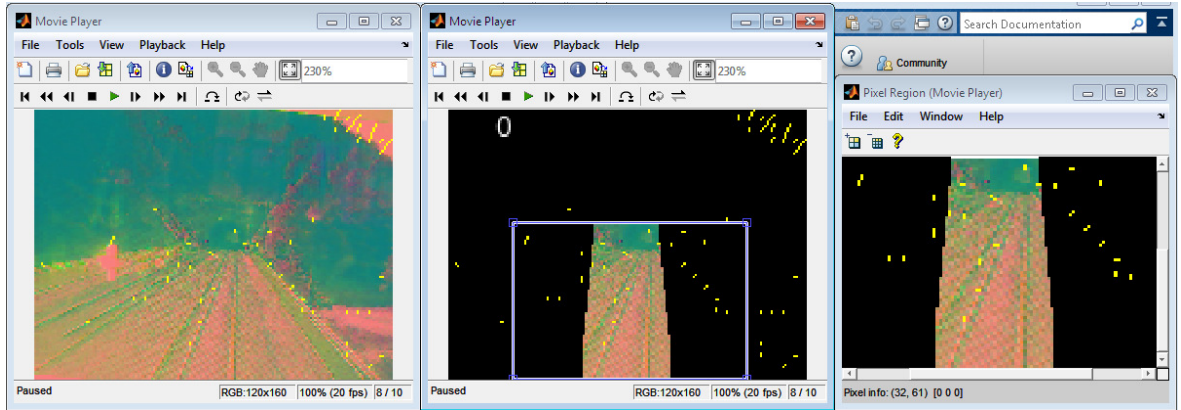 Movie Player
File Tools View Playback Help
230%
Paused
RGB:120x160 100% (20 fps) 8 / 10
Movie Player
File Tools View Playback Help
230%
0
Paused
RGB:120x160 100% (20 fps) 8 / 10
Search Documentation
Community
Pixel Region (Movie Player)
File Edit Window Help
Pixel info: (32, 61) [0 0 0]